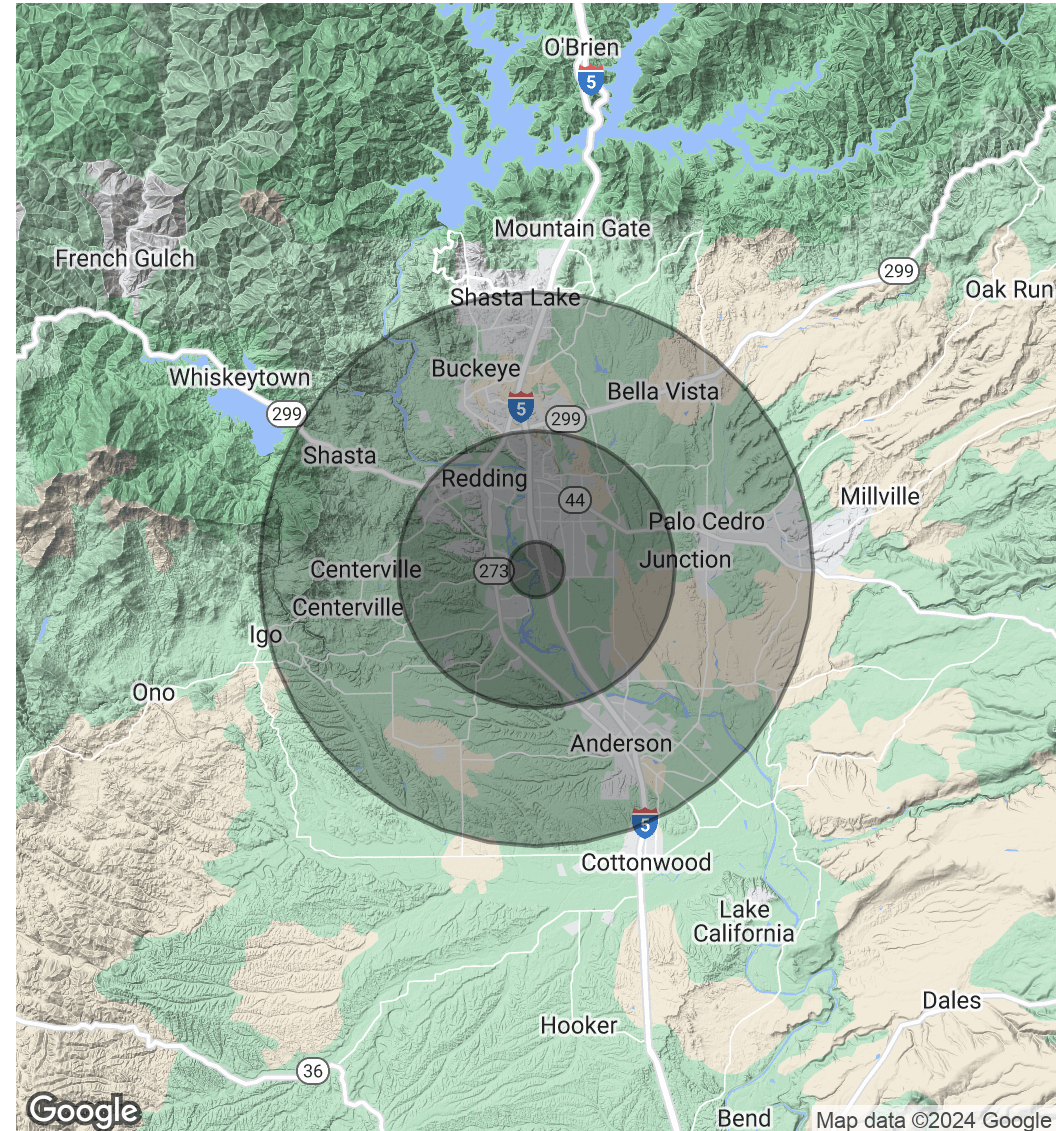 O'Brien
5
Mountain Gate
French Gulch
299
Oak Run
Shasta Lake
Buckeye
Whiskeytown
Bella Vista
5
299
299
Shasta
Redding
44
Millville
Palo Cedro
Junction
Centerville
273
Centerville
Igo
Ono
Anderson
5
Cottonwood
Lake
California
Dales
Hooker
36
Google
Bend
Map data ©2024 Google